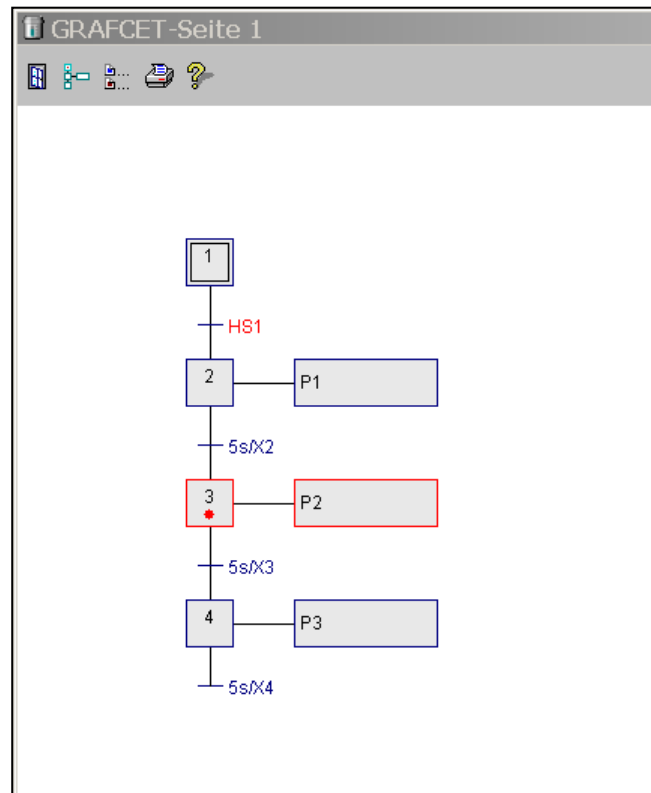 GRAFCET-Seite 1
1
HS1
2 P1
5s/X2
3 P2
5s/X3
4 P3
5s/X4